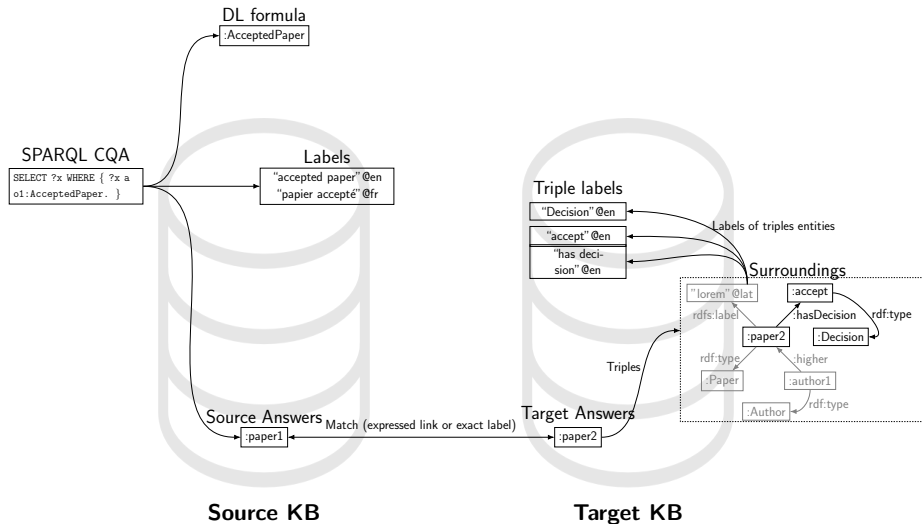 DL formula
:AcceptedPaper
SPARQL CQA
SELECT ?x WHERE { ?x a
o1:AcceptedPaper. }
Labels
“accepted paper” @en
“papier accepté” @fr
Triple labels
“Decision” @en
“accept” @en
“has deci-
sion” @en
Labels of triples entities
Surroundings
“lorem” @lat
:accept
rdfs:label
:hasDecision
rdf:type
:paper2
:Decision
rdf:type
:higher
:Paper
:author1
rdf:type
:Author
Triples
Source Answers
:paper1
Match (expressed link or exact label)
Target Answers
:paper2
Source KB
Target KB